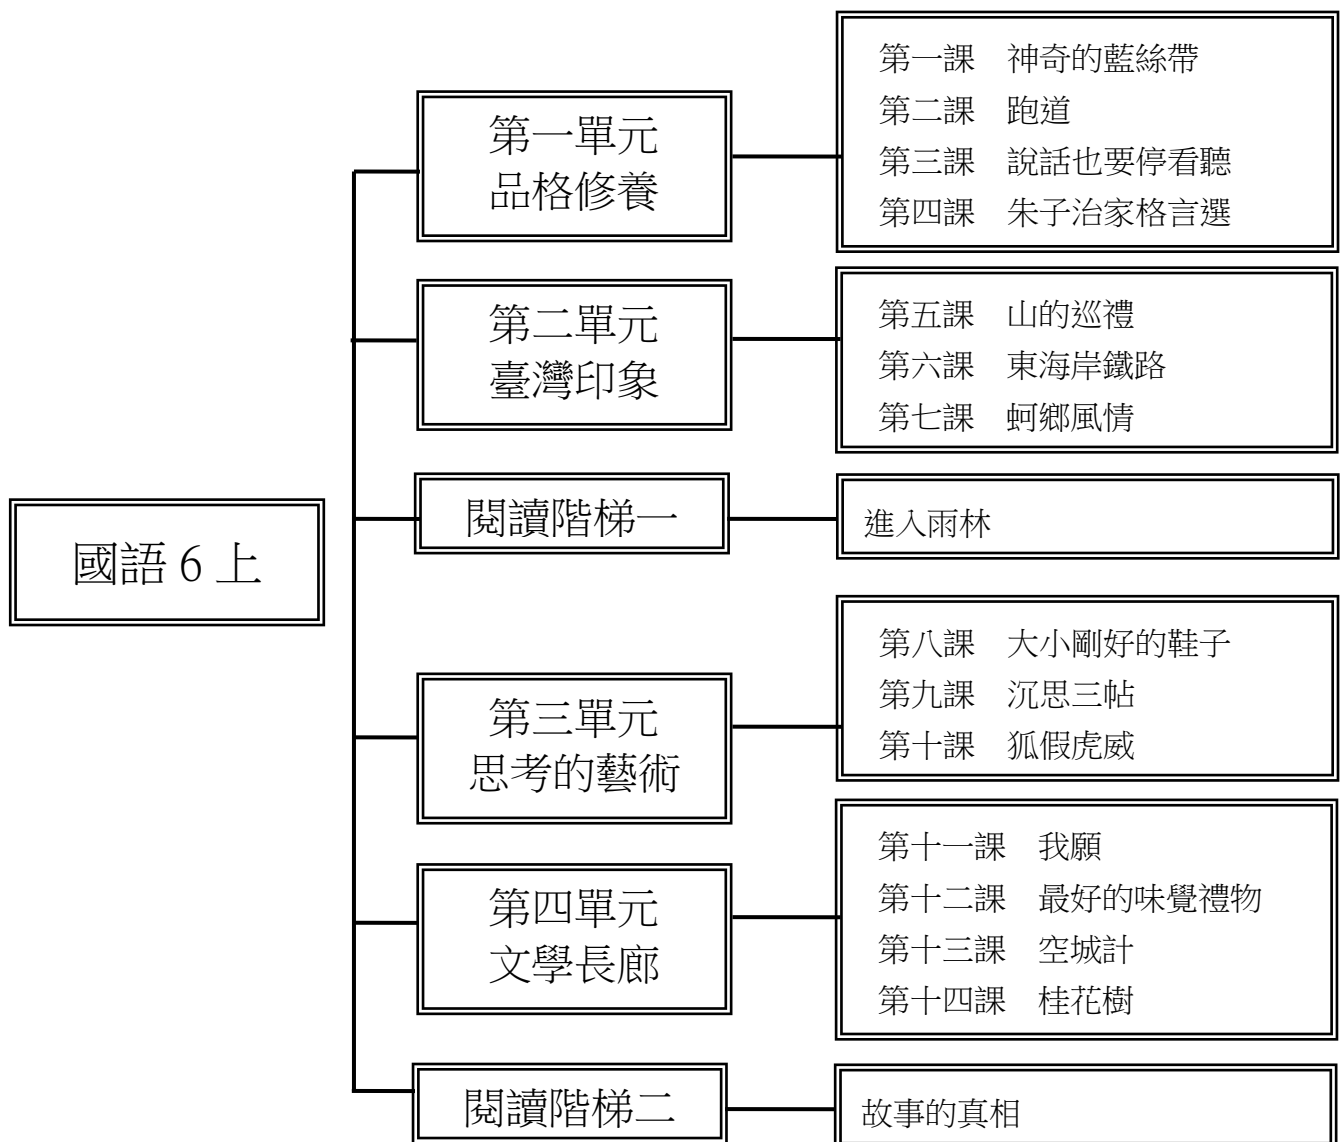 國語 6 上
第一單元
品格修養
第一課　神奇的藍絲帶
第二課　跑道
第三課　說話也要停看聽
第四課　朱子治家格言選
第二單元
臺灣印象
第五課　山的巡禮
第六課　東海岸鐵路
第七課　蚵鄉風情
閱讀階梯一
進入雨林
第三單元
思考的藝術
第八課　大小剛好的鞋子
第九課　沉思三帖
第十課　狐假虎威
第四單元
文學長廊
第十一課　我願
第十二課　最好的味覺禮物
第十三課　空城計
第十四課　桂花樹
閱讀階梯二
故事的真相